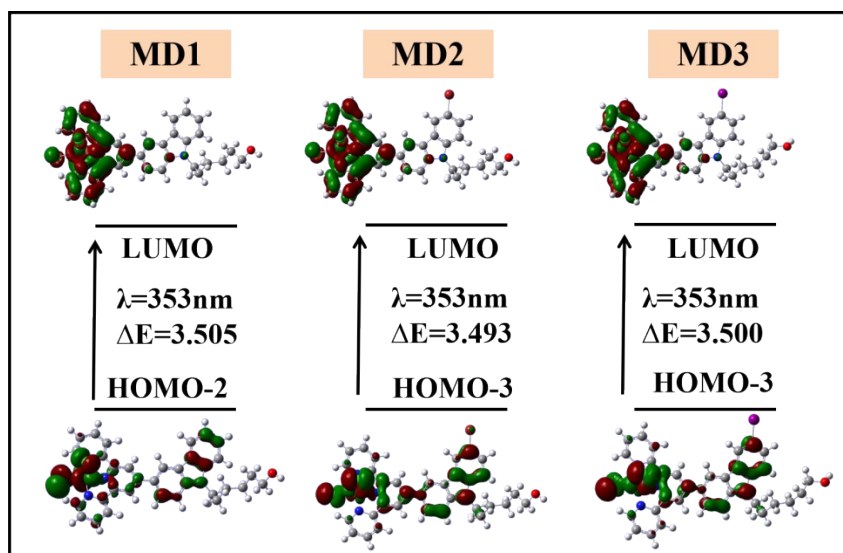 MD1
MD2
MD3
LUMO
λ=353nm
ΔE=3.505
HOMO-2
LUMO
λ=353nm
ΔE=3.493
HOMO-3
LUMO
λ=353nm
ΔE=3.500
HOMO-3